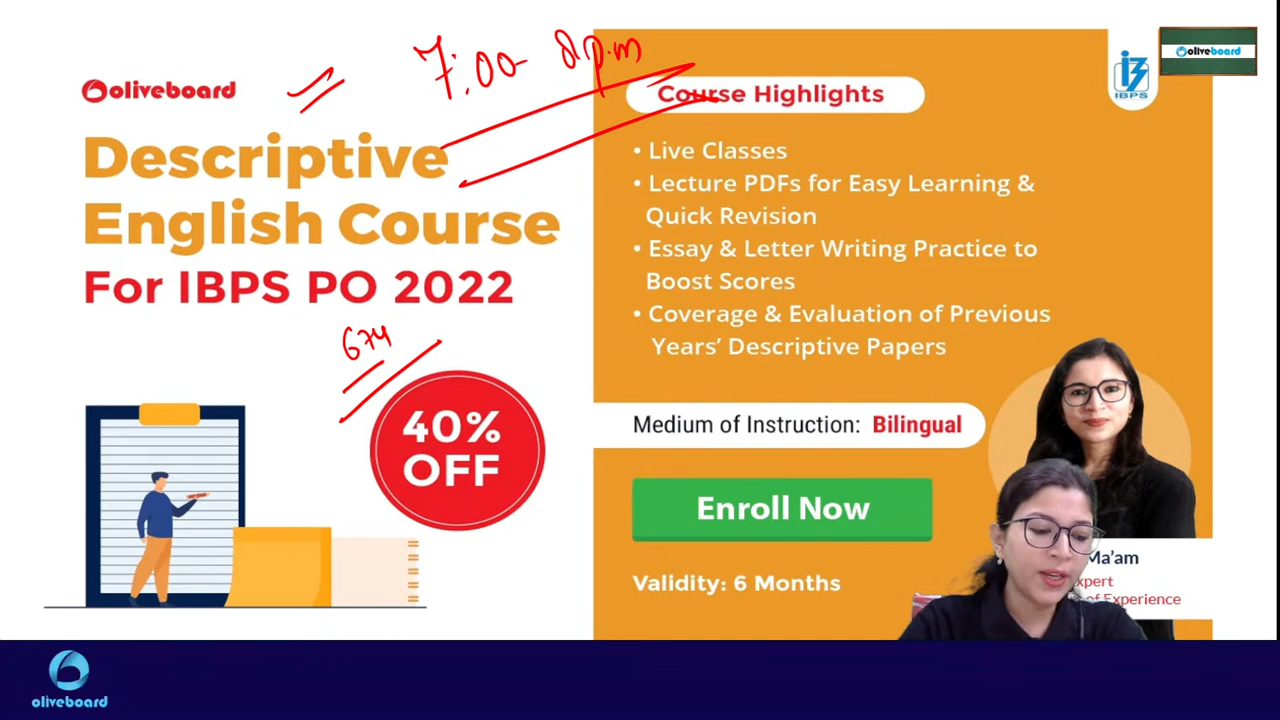 oliveboard
7:00 8p.m
oliveboard
IBPS
Descriptive
English Course
For IBPS PO 2022
674
40%
OFF
Course Highlights
• Live Classes
• Lecture PDFs for Easy Learning &
Quick Revision
• Essay & Letter Writing Practice to
Boost Scores
• Coverage & Evaluation of Previous
Years’ Descriptive Papers
Medium of Instruction: Bilingual
Enroll Now
Validity: 6 Months
Ma’am
of Experience
oliveboard